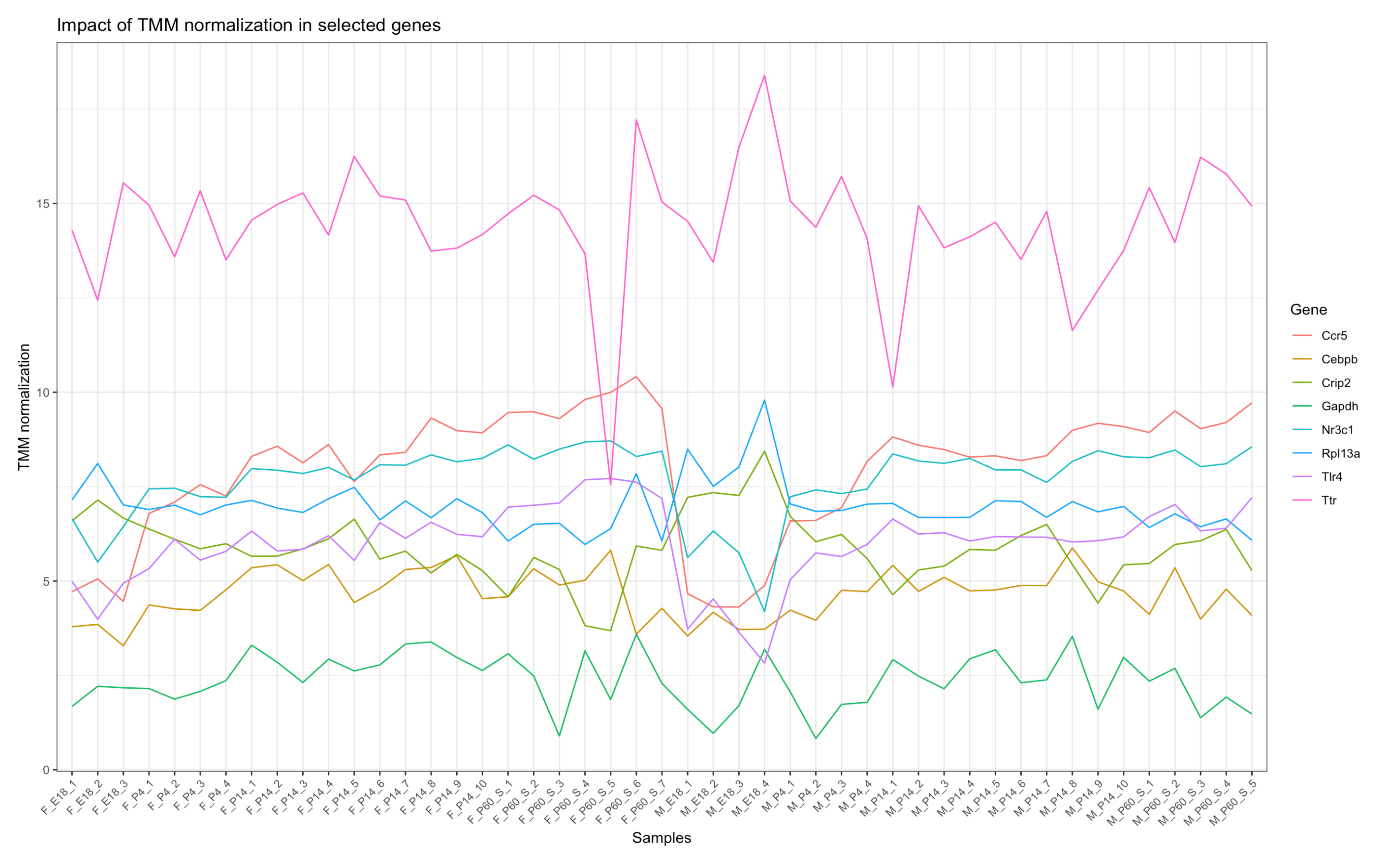 Impact of TMM normalization in selected genes
TMM normalization
15
10
5
0
F_E18_1
F_E18_2
F_E18_3
F_P4_1
F_P4_2
F_P4_3
F_P4_4
F_P14_1
F_P14_2
F_P14_3
F_P14_4
F_P14_5
F_P14_6
F_P14_7
F_P14_8
F_P14_9
F_P14_10
F_P60_S_1
F_P60_S_2
F_P60_S_3
F_P60_S_4
F_P60_S_5
F_P60_S_6
F_P60_S_7
M_E18_1
M_E18_2
M_E18_3
M_E18_4
M_P4_1
M_P4_2
M_P4_3
M_P4_4
M_P14_1
M_P14_2
M_P14_3
M_P14_4
M_P14_5
M_P14_6
M_P14_7
M_P14_8
M_P14_9
M_P14_10
M_P60_S_1
M_P60_S_2
M_P60_S_3
M_P60_S_4
M_P60_S_5
Samples
Gene
Ccr5
Cebpb
Crip2
Gapdh
Nr3c1
Rpl13a
Tlr4
Ttr